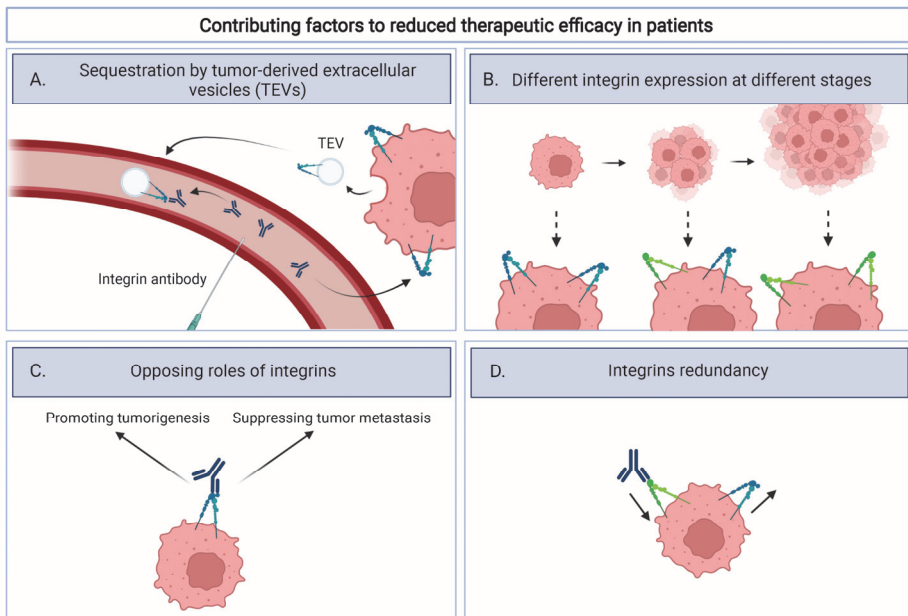 Contributing factors to reduced therapeutic efficacy in patients
A. Sequestration by tumor-derived extracellular
vesicles (TEVs)
TEV
Integrin antibody
B. Different integrin expression at different stages
C. Opposing roles of integrins
Promoting tumorigenesis
Suppressing tumor metastasis
D. Integrins redundancy